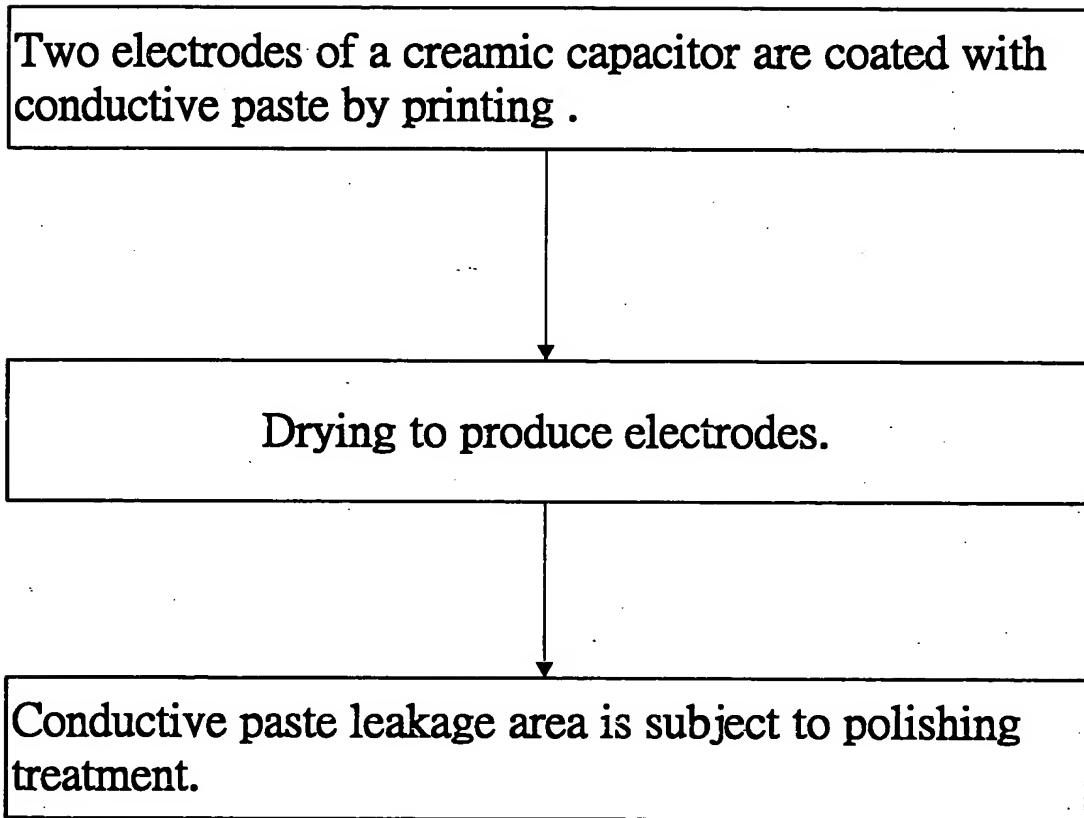 Two electrodes of a creamic capacitor are coated with
conductive paste by printing .
Drying to produce electrodes.
Conductive paste leakage area is subject to polishing
treatment.